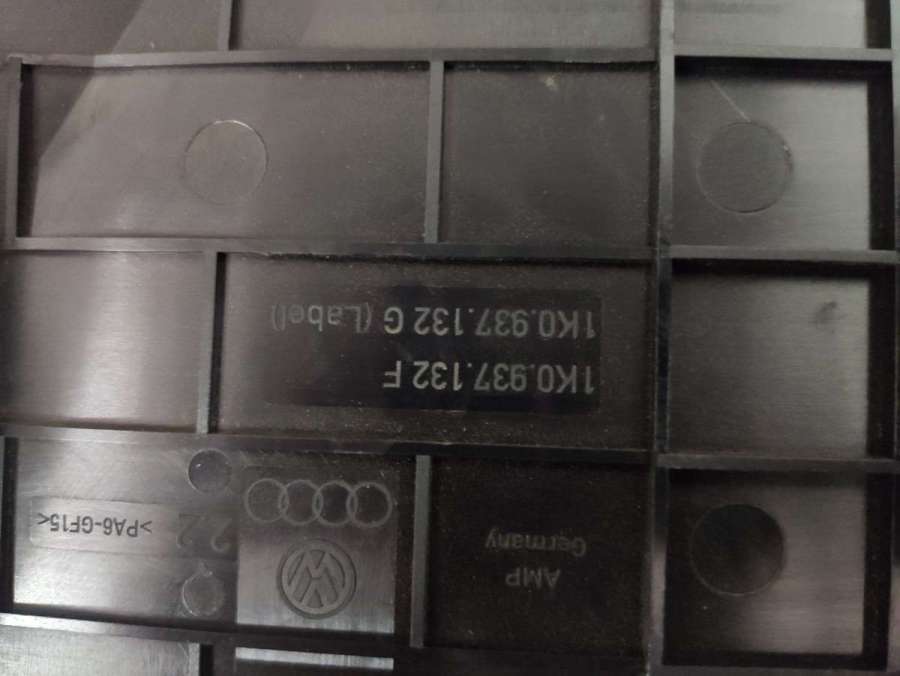 1K0.937.132 F
1K0.937.132 G (Label)
AMP
Germany
>PA6-GF15<
22